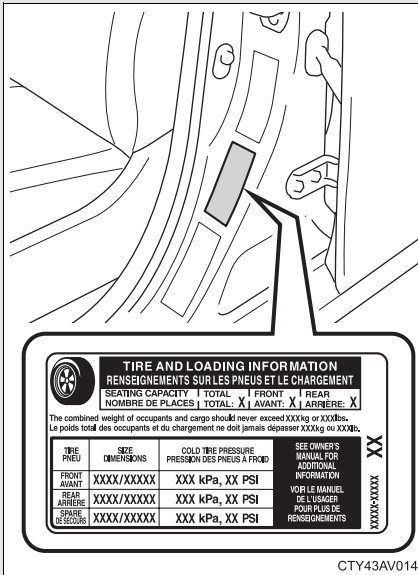 TIRE AND LOADING INFORMATION
RENSEIGNEMENTS SUR LES PNEUS ET LE CHARGEMENT
SEATING CAPACITY | TOTAL | FRONT | REAR
NOMBRE DE PLACES | TOTAL: X | AVANT: X | ARRIÈRE: X
The combined weight of occupants and cargo should never exceed XXXkg or XXXlbs.
Le poids total des occupants et du chargement ne doit jamais dépasser XXXkg ou XXXlb.
TIRE
PNEU
SIZE
DIMENSIONS
COLD TIRE PRESSURE
PRESSION DES PNEUS À FROID
FRONT
AVANT
XXXX/XXXXX
XXX kPa, XX PSI
REAR
ARRIÈRE
XXXX/XXXXX
XXX kPa, XX PSI
SPARE
DE SECOURS
XXXX/XXXXX
XXX kPa, XX PSI
SEE OWNER'S
MANUAL FOR
ADDITIONAL
INFORMATION
VOIR LE MANUEL
DE L'USAGER
POUR PLUS DE
RENSEIGNEMENTS
XX
XXXXX-XXXXX
CTY43AV014